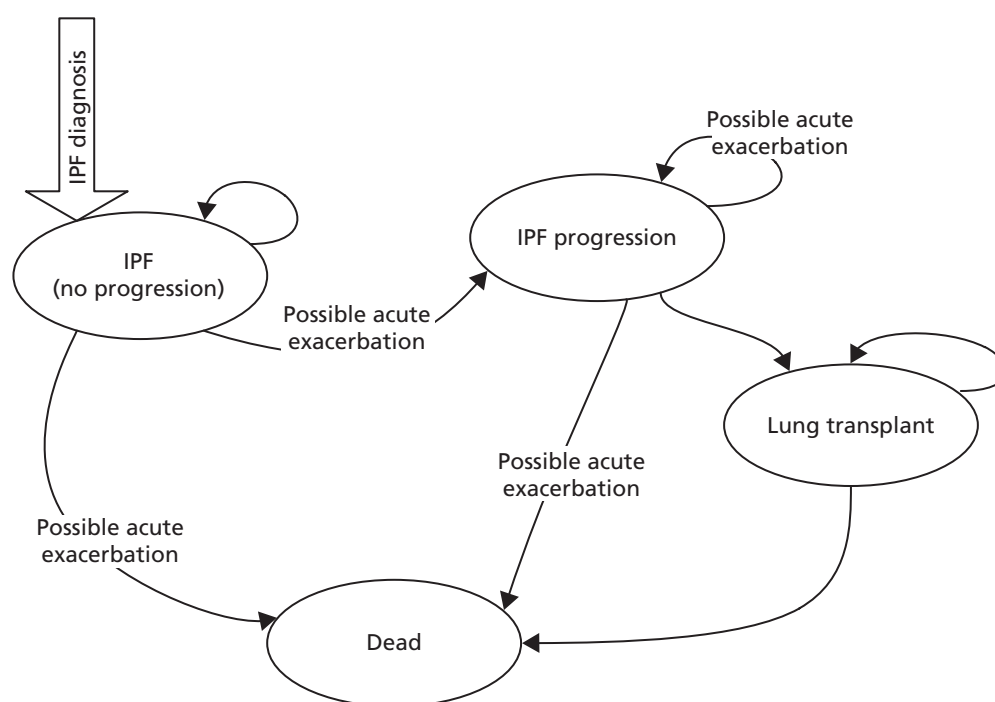 IPF diagnosis
IPF
(no progression)
Possible acute
exacerbation
IPF progression
Possible acute
exacerbation
Lung transplant
Possible acute
exacerbation
Possible acute
exacerbation
Dead